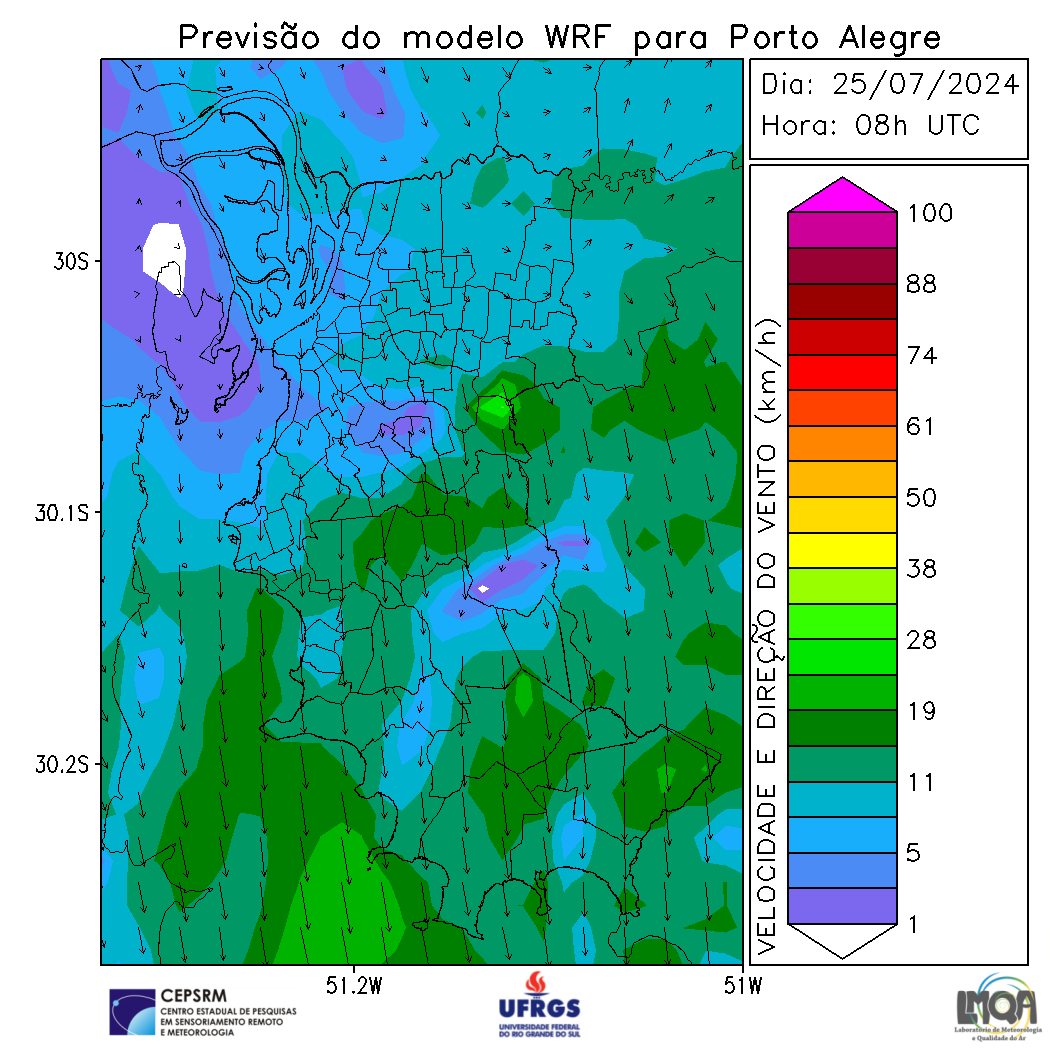 Previsão do modelo WRF para Porto Alegre
Dia: 25/07/2024
Hora: 08h UTC
30S
30.1S
30.2S
51.2W
51W
VELOCIDADE E DIREÇÃO DO VENTO (km/h)
100
88
74
61
50
38
28
19
11
5
1
CEPSRM
CENTRO ESTADUAL DE PESQUISAS
EM SENSORIAMENTO REMOTO
E METEOROLOGIA
UFRGS
UNIVERSIDADE FEDERAL
DO RIO GRANDE DO SUL
LMQA
Laboratório de Meteorologia
e Qualidade do Ar